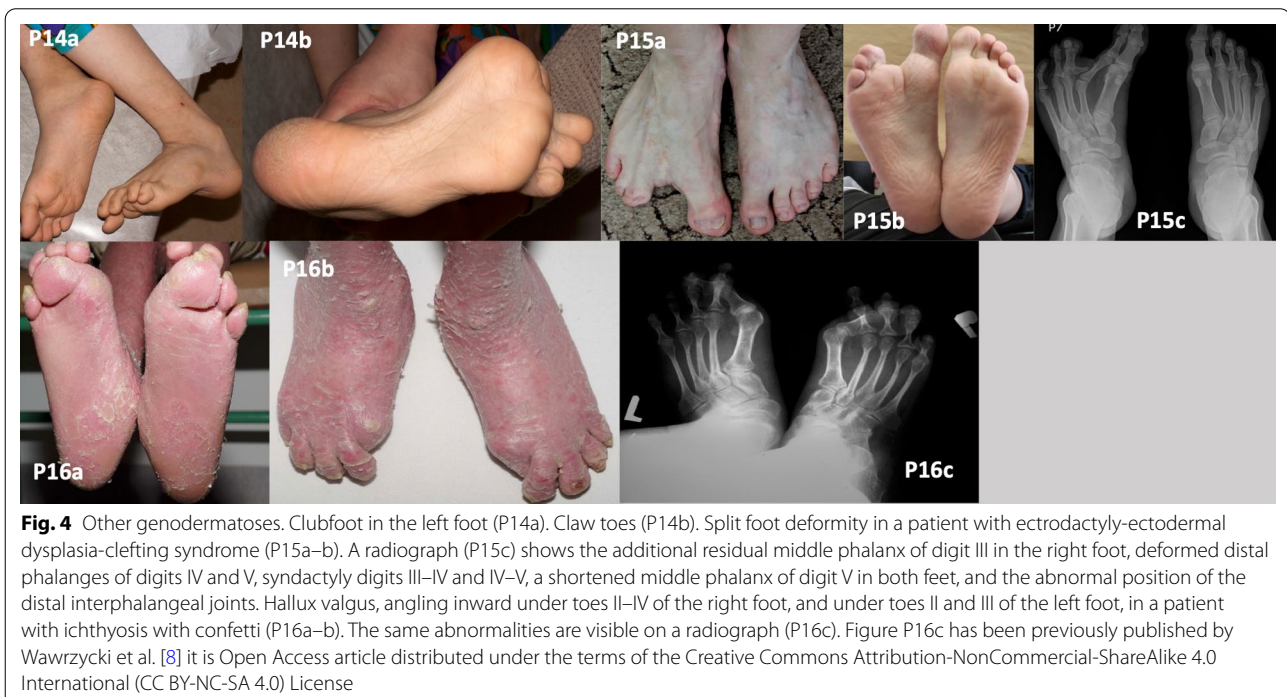 P14a
P14b
P15a
P15b
P7
P15c
P16a
P16b
L
P16c
Fig. 4 Other genodermatoses. Clubfoot in the left foot (P14a). Claw toes (P14b). Split foot deformity in a patient with ectrodactyly-ectodermal
dysplasia-clefting syndrome (P15a–b). A radiograph (P15c) shows the additional residual middle phalanx of digit III in the right foot, deformed distal
phalanges of digits IV and V, syndactyly digits III–IV and IV–V, a shortened middle phalanx of digit V in both feet, and the abnormal position of the
distal interphalangeal joints. Hallux valgus, angling inward under toes II–IV of the right foot, and under toes II and III of the left foot, in a patient
with ichthyosis with confetti (P16a–b). The same abnormalities are visible on a radiograph (P16c). Figure P16c has been previously published by
Wawrzycki et al. [8] it is Open Access article distributed under the terms of the Creative Commons Attribution-NonCommercial-ShareAlike 4.0
International (CC BY-NC-SA 4.0) License